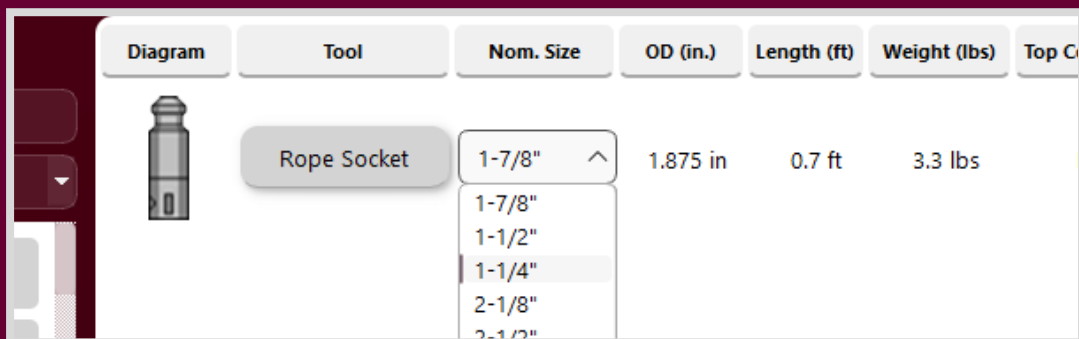 Diagram Tool Nom. Size OD (in.) Length (ft) Weight (lbs) Top
Rope Socket 1-7/8" 1.875 in 0.7 ft 3.3 lbs
1-7/8"
1-1/2"
1-1/4"
2-1/8"